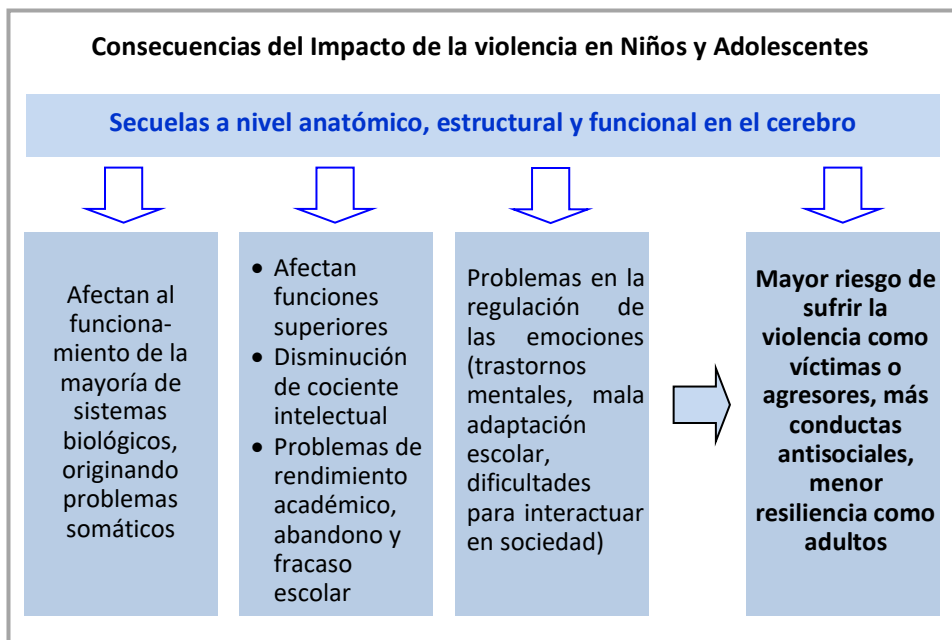 Consecuencias del Impacto de la violencia en Niños y Adolescentes
Secuelas a nivel anatómico, estructural y funcional en el cerebro
Afectan al
funciona-
miento de la
mayoría de
sistemas
biológicos,
originando
problemas
somáticos
• Afectan
funciones
superiores
• Disminución
de cociente
intelectual
• Problemas de
rendimiento
académico,
abandono y
fracaso
escolar
Problemas en la
regulación de
las emociones
(trastornos
mentales, mala
adaptación
escolar,
dificultades
para interactuar
en sociedad)
Mayor riesgo de
sufrir la
violencia como
víctimas o
agresores, más
conductas
antisociales,
menor
resiliencia como
adultos